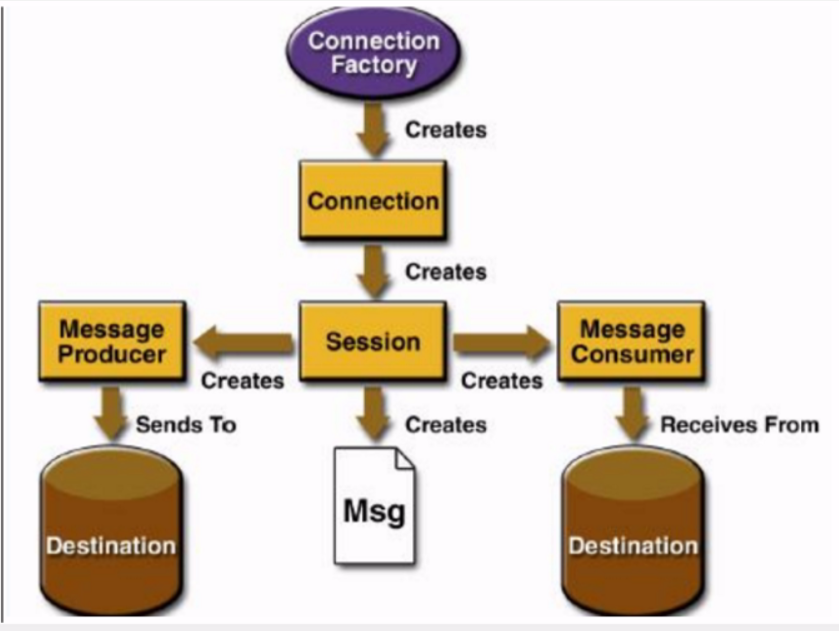 Connection
Factory
Creates
Connection
Creates
Message
Producer
Session
Message
Consumer
Creates
Creates
Sends To
Creates
Receives From
Msg
Destination
Destination